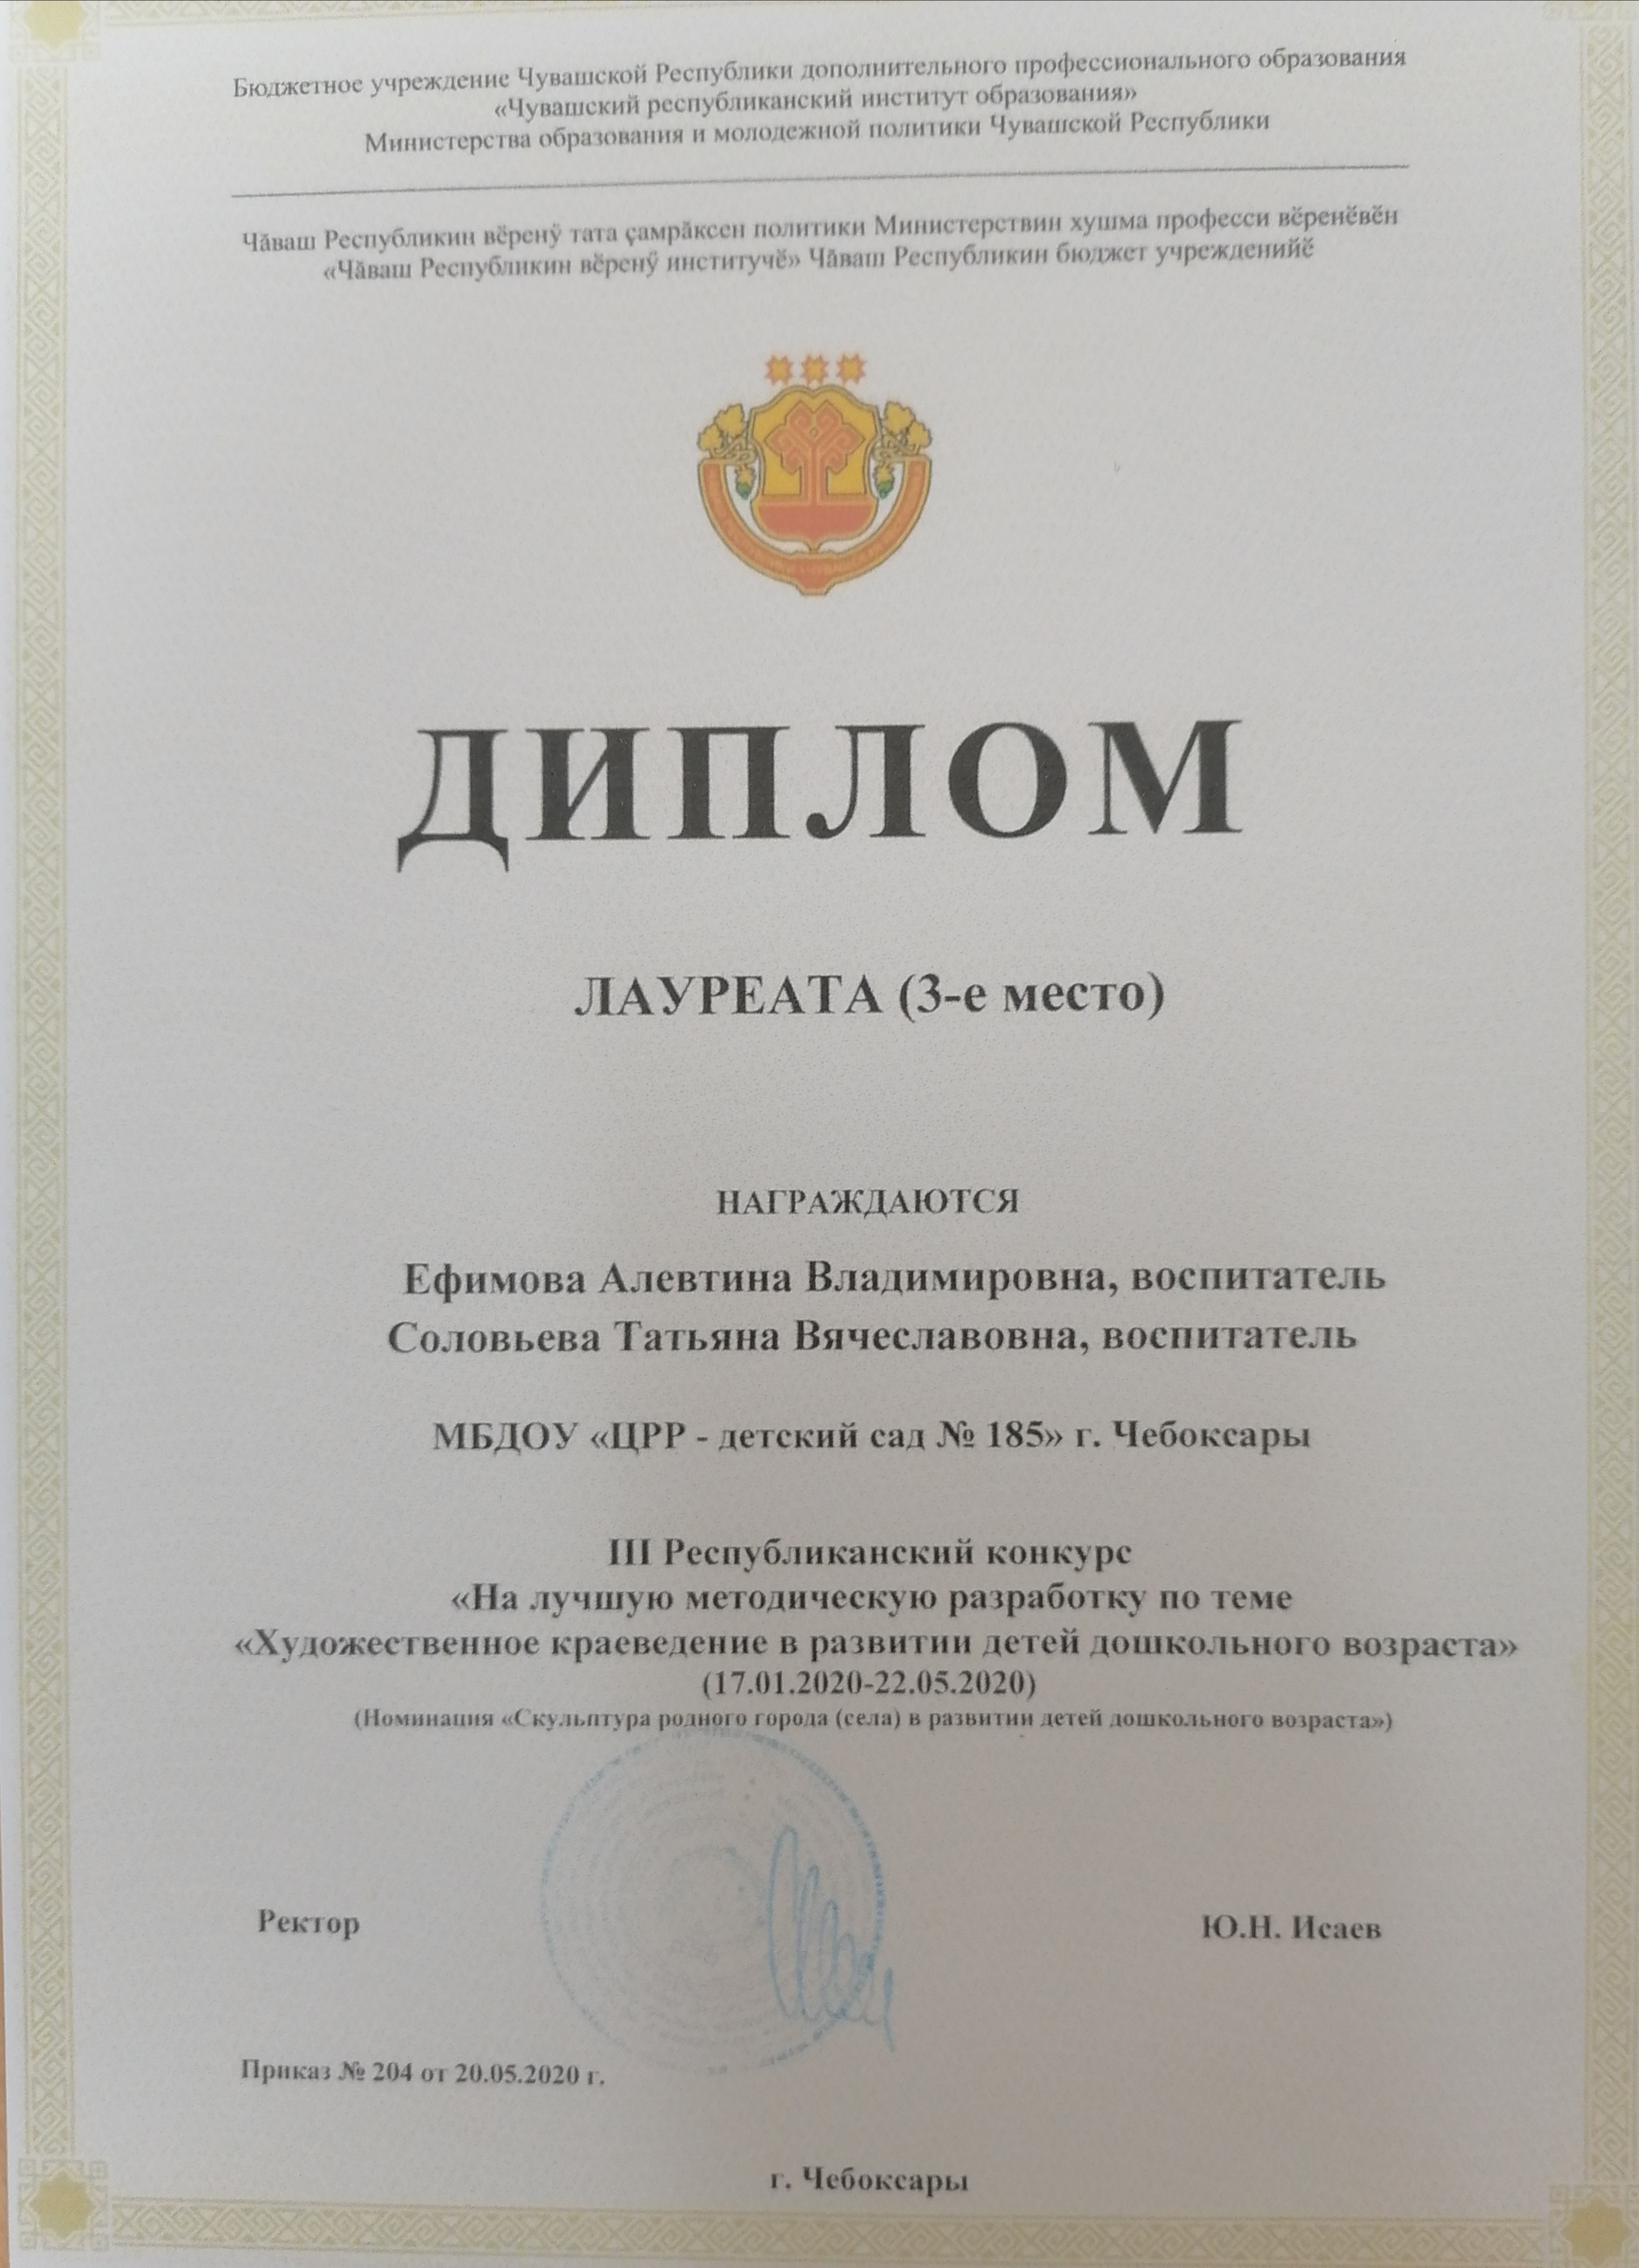 Бюджетное учреждение Чувашской Республики дополнительного профессионального образования
«Чувашский республиканский институт образования»
Министерства образования и молодежной политики Чувашской Республики
Чӑваш Республикин вӗренӳ тата ҫамрӑксен политики Министерствин хушма професси вӗренӗвӗн
«Чӑваш Республикин вӗренӳ институчӗ» Чӑваш Республикин бюджет учрежденийӗ
ДИПЛОМ
ЛАУРЕАТА (3-е место)
НАГРАЖДАЮТСЯ
Ефимова Алевтина Владимировна, воспитатель
Соловьева Татьяна Вячеславовна, воспитатель
МБДОУ «ЦРР - детский сад № 185» г. Чебоксары
III Республиканский конкурс
«На лучшую методическую разработку по теме
«Художественное краеведение в развитии детей дошкольного возраста»
(17.01.2020-22.05.2020)
(Номинация «Скульптура родного города (села) в развитии детей дошкольного возраста»)
Ректор
Ю.Н. Исаев
Приказ № 204 от 20.05.2020 г.
г. Чебоксары